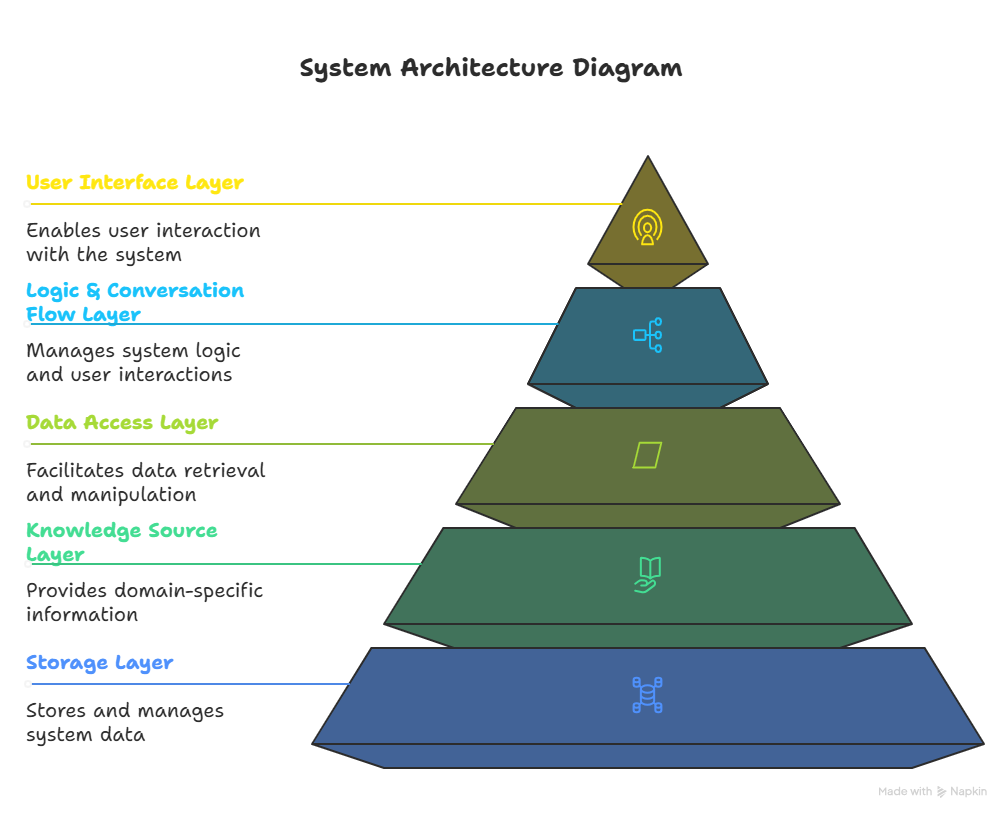 System Architecture Diagram
User Interface Layer
Enables user interaction
with the system
Logic & Conversation
Flow Layer
Manages system logic
and user interactions
Data Access Layer
Facilitates data retrieval
and manipulation
Knowledge Source
Layer
Provides domain-specific
information
Storage Layer
Stores and manages
system data
Made with Napkin